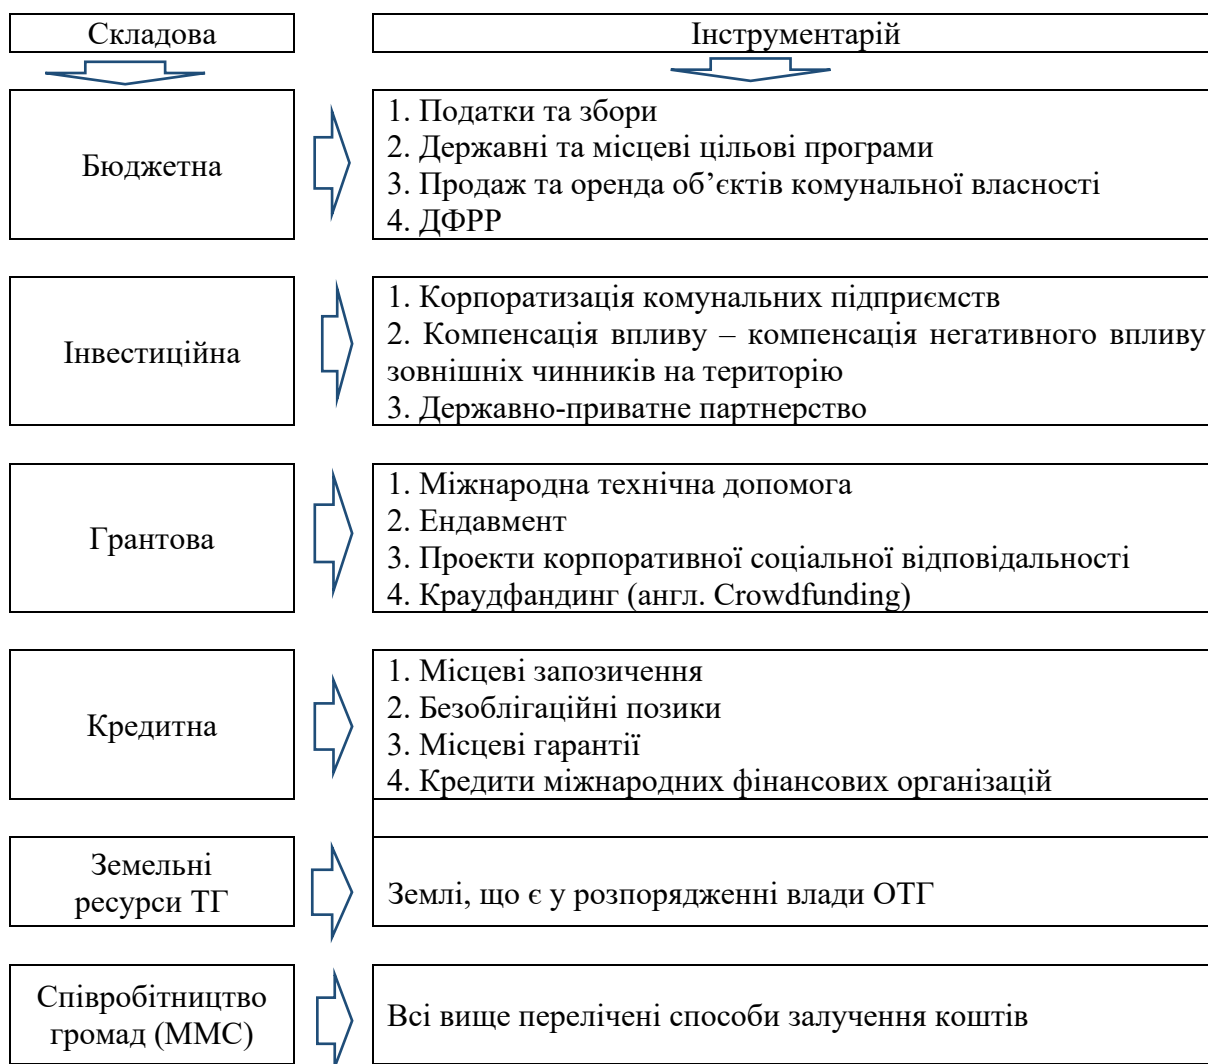 Складова
Інструментарій
Бюджетна
1. Податки та збори
2. Державні та місцеві цільові програми
3. Продаж та оренда об’єктів комунальної власності
4. ДФРР
Інвестиційна
1. Корпоратизація комунальних підприємств
2. Компенсація впливу – компенсація негативного впливу
зовнішніх чинників на територію
3. Державно-приватне партнерство
Грантова
1. Міжнародна технічна допомога
2. Ендавмент
3. Проекти корпоративної соціальної відповідальності
4. Краудфандинг (англ. Crowdfunding)
Кредитна
1. Місцеві запозичення
2. Безоблігаційні позики
3. Місцеві гарантії
4. Кредити міжнародних фінансових організацій
Земельні
ресурси ТГ
Землі, що є у розпорядженні влади ОТГ
Співробітництво
громад (ММС)
Всі вище перелічені способи залучення коштів